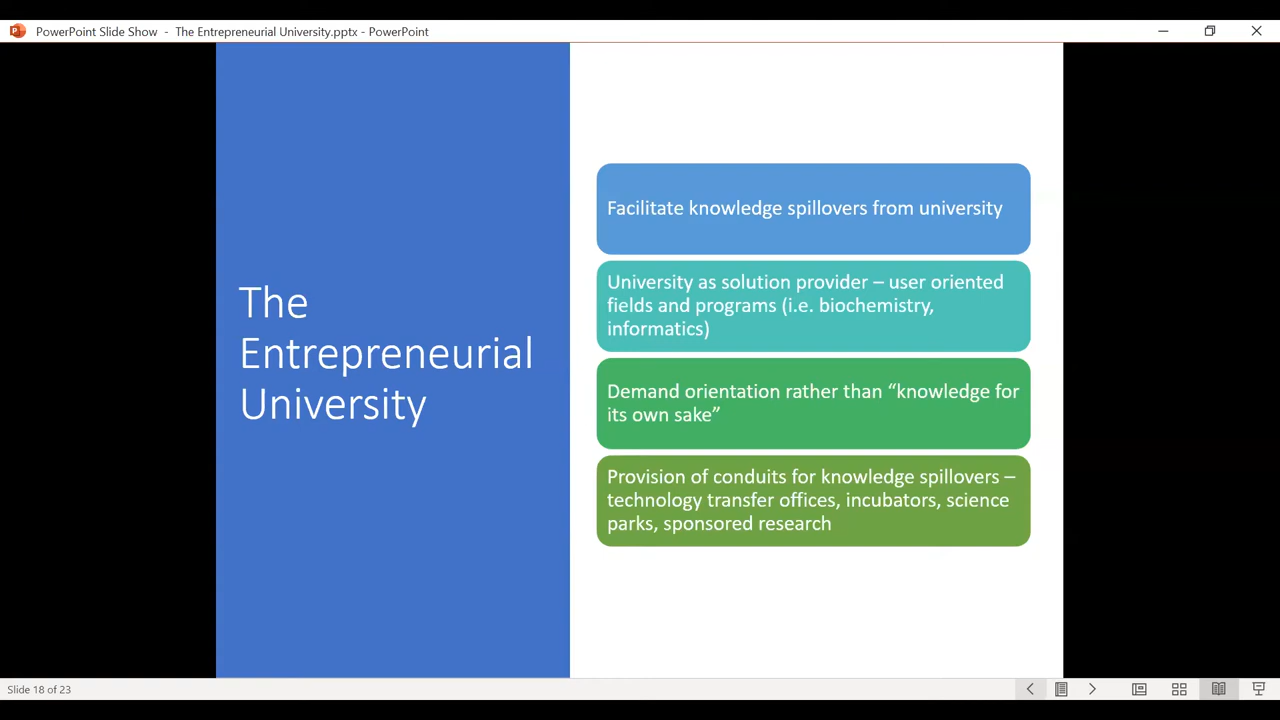 PowerPoint Slide Show - The Entrepreneurial University.pptx - PowerPoint
The
Entrepreneurial
University
Facilitate knowledge spillovers from university
University as solution provider – user oriented
fields and programs (i.e. biochemistry,
informatics)
Demand orientation rather than “knowledge for
its own sake”
Provision of conduits for knowledge spillovers –
technology transfer offices, incubators, science
parks, sponsored research
Slide 18 of 23